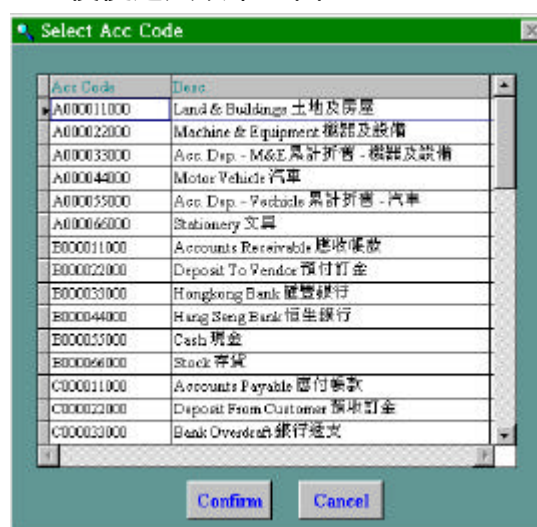 Select Acc Code
Acc Code Desc.
A000011000 Land & Buildings 土地及房屋
A000022000 Machine & Equipment 機器及設備
A000033000 Acc. Dep. - M&E 累計折舊 - 機器及設備
A000044000 Motor Vehicle 汽車
A000055000 Acc. Dep. - Vechicle 累計折舊 - 汽車
A000066000 Stationery 文具
B000011000 Accounts Receivable 應收帳款
B000022000 Deposit To Vendor 預付訂金
B000033000 Hongkong Bank 匯豐銀行
B000044000 Hang Seng Bank 恒生銀行
B000055000 Cash 現金
B000066000 Stock 存貨
C000011000 Accounts Payable 應付帳款
C000022000 Deposit From Customer 預收訂金
C000033000 Bank Overdraft 銀行透支
Confirm Cancel